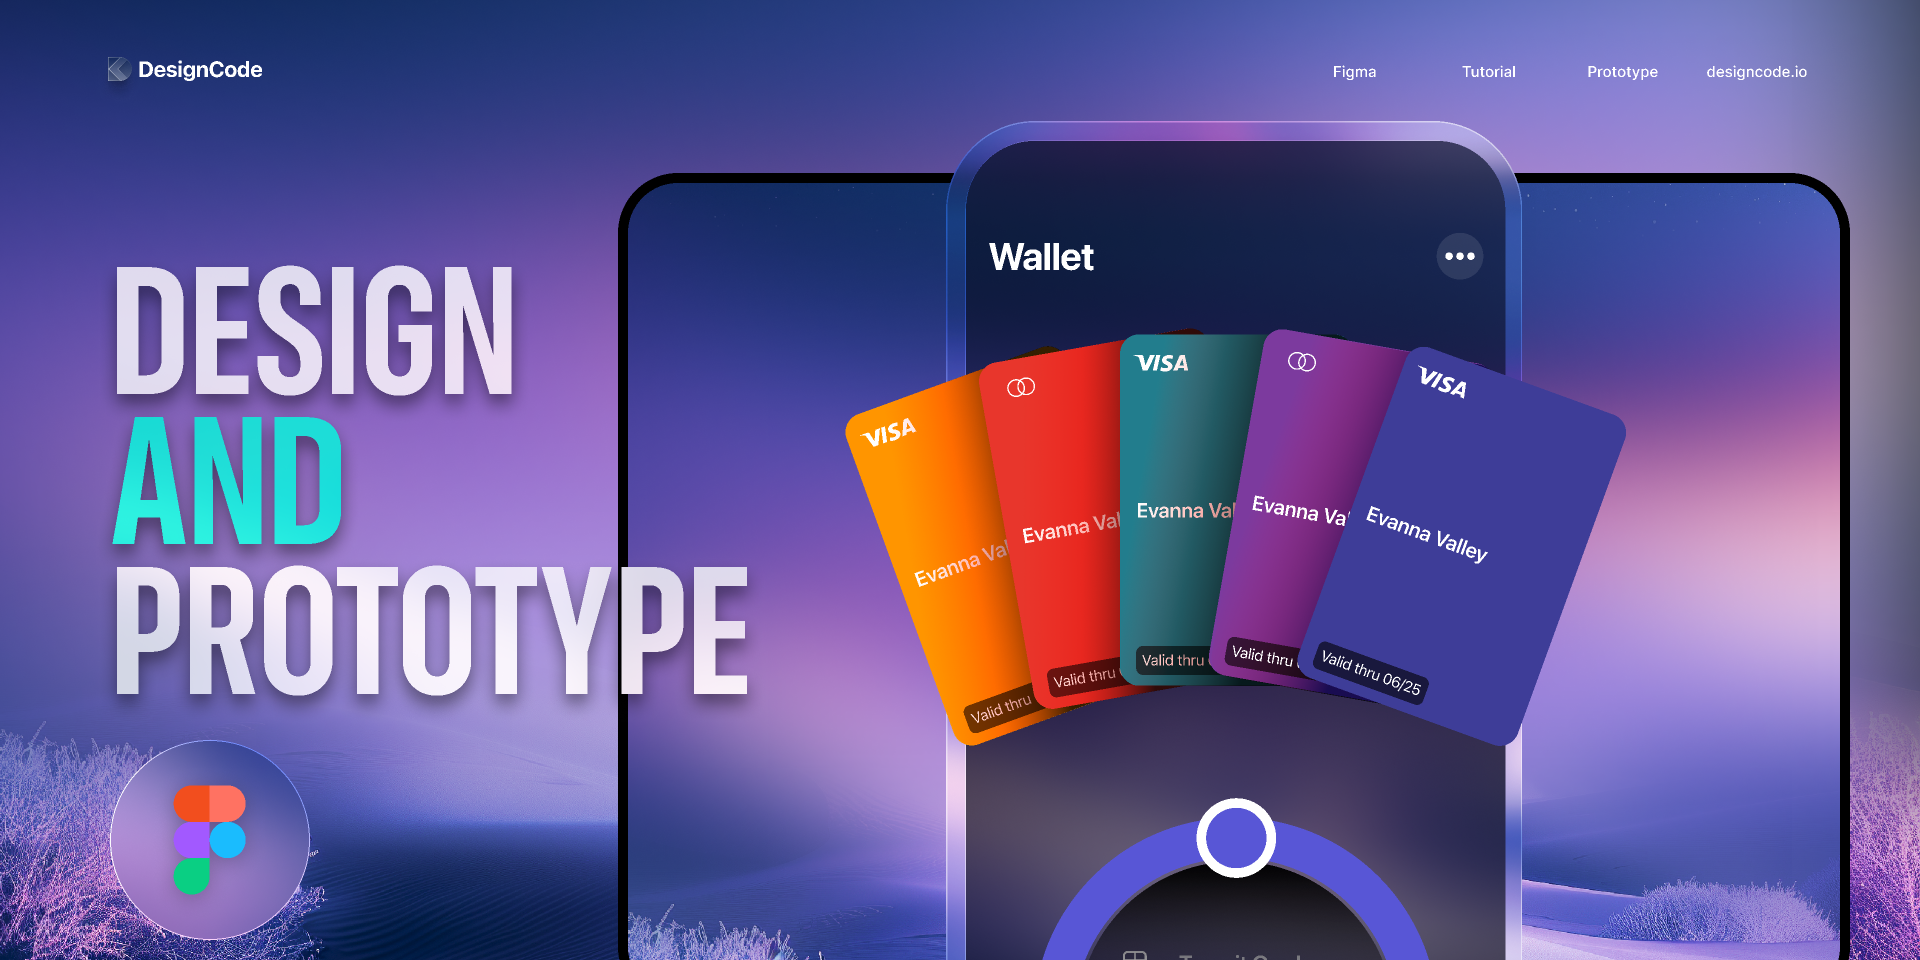 DesignCode
Figma
Tutorial
Prototype
designcode.io
DESIGN
AND
PROTOTYPE
Wallet
VISA
Evanna Val
Valid thru
Evanna Val
Valid thru
VISA
Evanna Val
Valid thru
Evanna Va
Valid thru
VISA
Evanna Valley
Valid thru 06/25